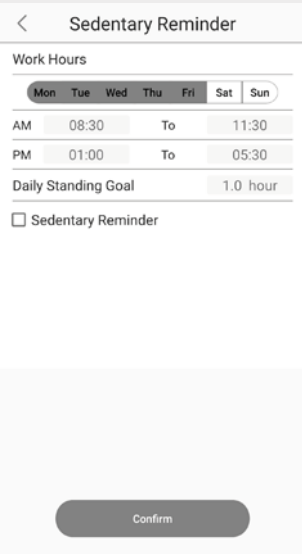 Sedentary Reminder
Work Hours
Mon Tue Wed Thu Fri Sat Sun
AM 08:30 To 11:30
PM 01:00 To 05:30
Daily Standing Goal 1.0 hour
Sedentary Reminder
Confirm